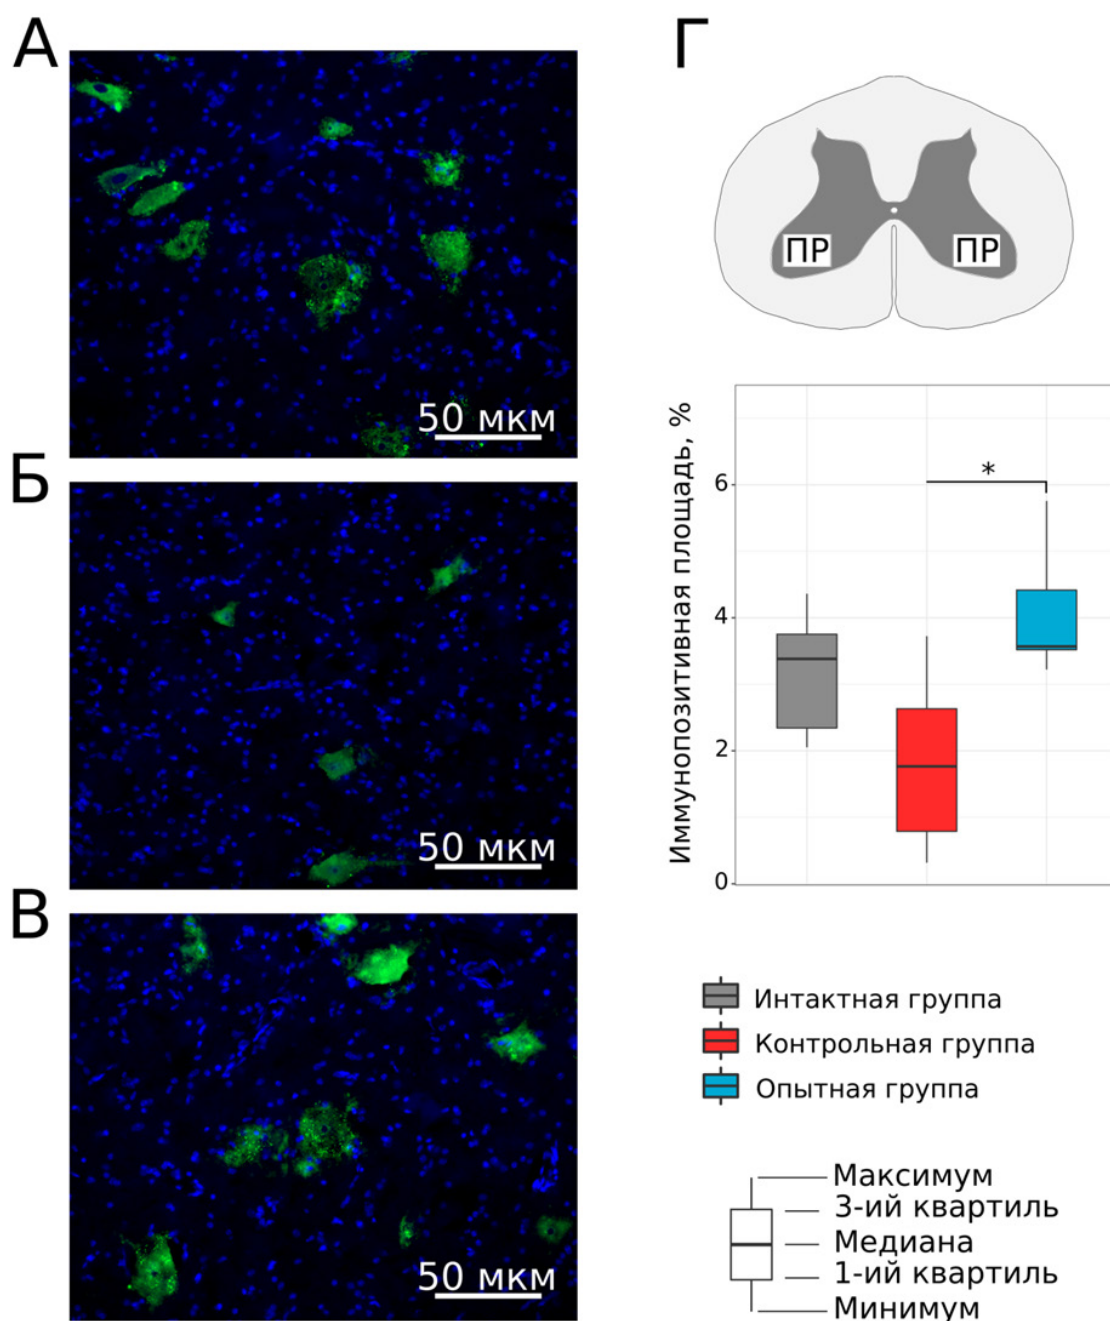 А
50 мкм
Б
50 мкм
В
50 мкм
Г
ПР ПР
Иммунопозитивная площадь, %
6
4
2
0
*
Интактная группа
Контрольная группа
Опытная группа
Максимум
3-ий квартиль
Медиана
1-ий квартиль
Минимум